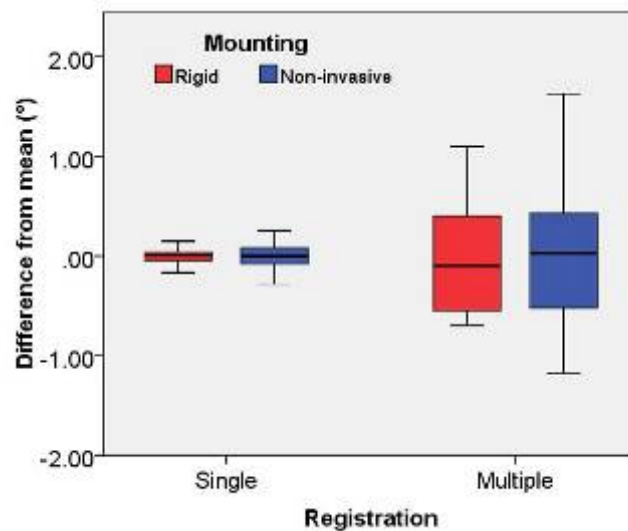 Mounting
Rigid Non-invasive
Difference from mean (°)
2.00
1.00
.00
-1.00
-2.00
Single Multiple
Registration